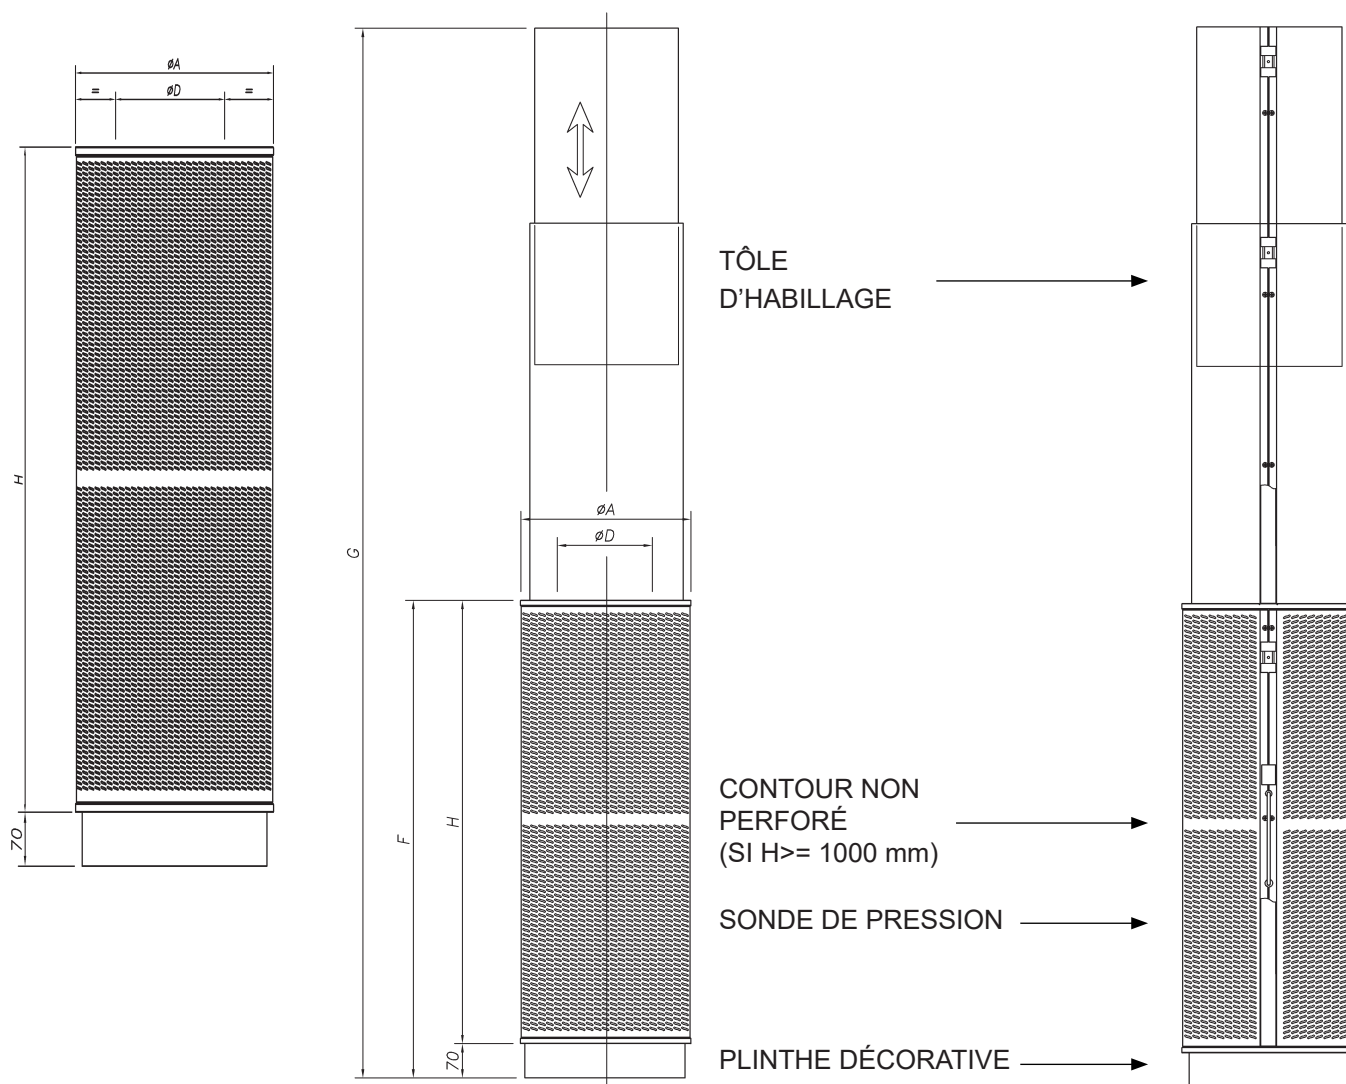 øA
= øD =
H
70
G
F
H
70
øA
øD
TÔLE
D'HABILLAGE
CONTOUR NON
PERFORÉ
(SI H>= 1000 mm)
SONDE DE PRESSION
PLINTHE DÉCORATIVE